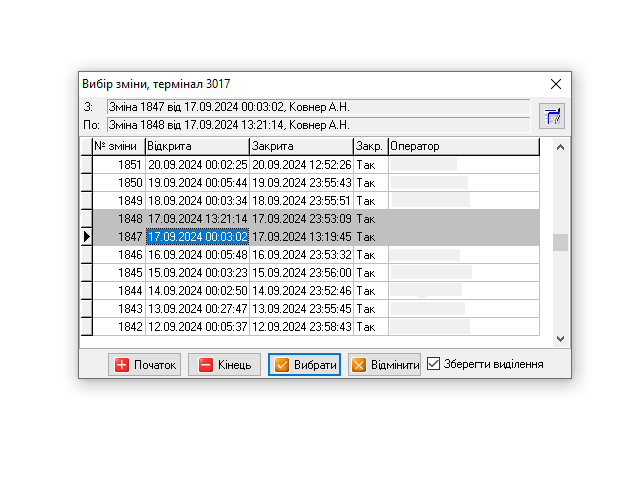 Вибір зміни, термінал 3017
З: Зміна 1847 від 17.09.2024 00:03:02, Ковнер А.Н.
По: Зміна 1848 від 17.09.2024 13:21:14, Ковнер А.Н.
№ зміни Відкрита Закрита Закр. Оператор
1851 20.09.2024 00:02:25 20.09.2024 12:52:26 Так
1850 19.09.2024 00:05:44 19.09.2024 23:55:43 Так
1849 18.09.2024 00:03:34 18.09.2024 23:55:51 Так
1848 17.09.2024 13:21:14 17.09.2024 23:53:09 Так
1847 17.09.2024 00:03:02 17.09.2024 13:19:45 Так
1846 16.09.2024 00:05:48 16.09.2024 23:53:32 Так
1845 15.09.2024 00:03:23 15.09.2024 23:56:00 Так
1844 14.09.2024 00:02:50 14.09.2024 23:52:46 Так
1843 13.09.2024 00:27:47 13.09.2024 23:55:45 Так
1842 12.09.2024 00:05:37 12.09.2024 23:58:43 Так
Початок Кінець Вибрати Відмінити Зберегти виділення